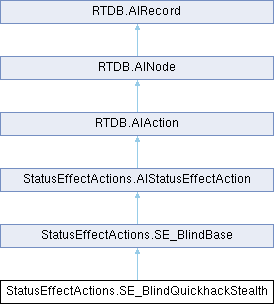 RTDB.AIRecord
RTDB.AINode
RTDB.AIAction
StatusEffectActions.AIStatusEffectAction
StatusEffectActions.SE_BlindBase
StatusEffectActions.SE_BlindQuickhackStealth